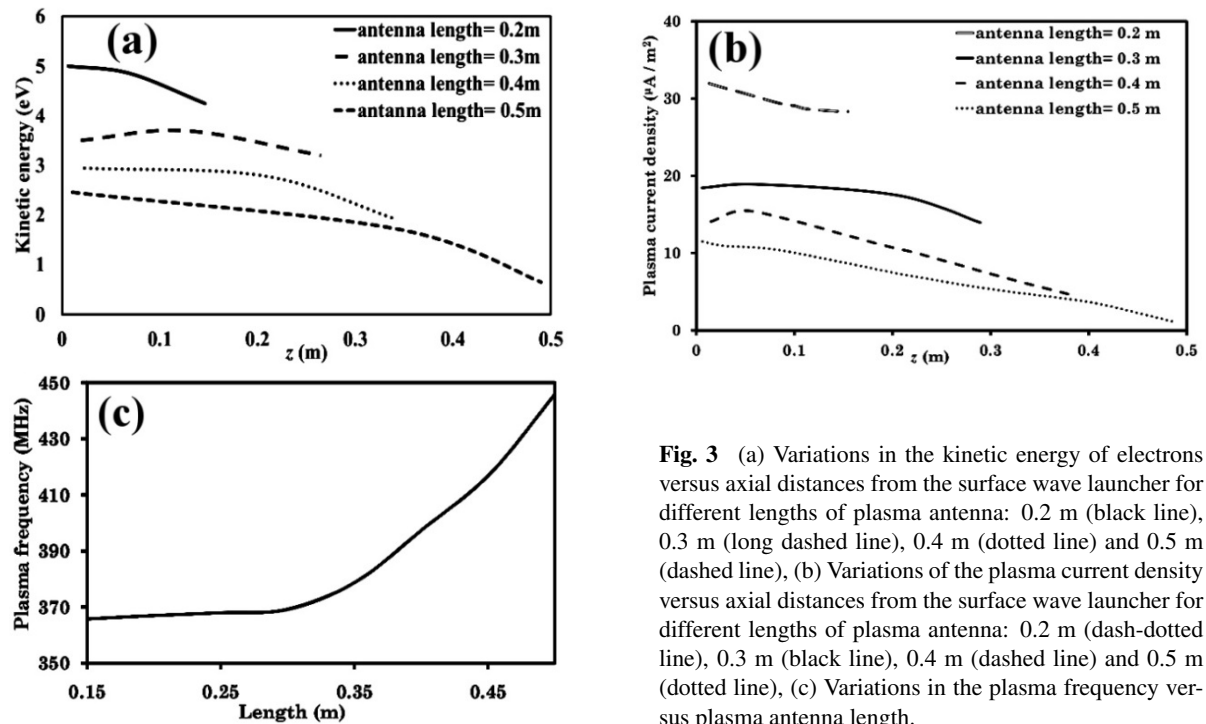 (a)
6
5
4
3
2
1
0
Kinetic energy (eV)
antenna length= 0.2m
antenna length= 0.3m
antenna length= 0.4m
antanna length= 0.5m
0 0.1 0.2 0.3 0.4 0.5
z (m)
(b)
40
30
20
10
0
Plasma current density (µA / m²)
antenna length= 0.2 m
antenna length= 0.3 m
antenna length= 0.4 m
antenna length= 0.5 m
0 0.1 0.2 0.3 0.4 0.5
z (m)
(c)
450
430
410
390
370
350
Plasma frequency (MHz)
0.15 0.25 0.35 0.45
Length (m)
Fig. 3 (a) Variations in the kinetic energy of electrons
versus axial distances from the surface wave launcher for
different lengths of plasma antenna: 0.2 m (black line),
0.3 m (long dashed line), 0.4 m (dotted line) and 0.5 m
(dashed line), (b) Variations of the plasma current density
versus axial distances from the surface wave launcher for
different lengths of plasma antenna: 0.2 m (dash-dotted
line), 0.3 m (black line), 0.4 m (dashed line) and 0.5 m
(dotted line), (c) Variations in the plasma frequency ver-
sus plasma antenna length.